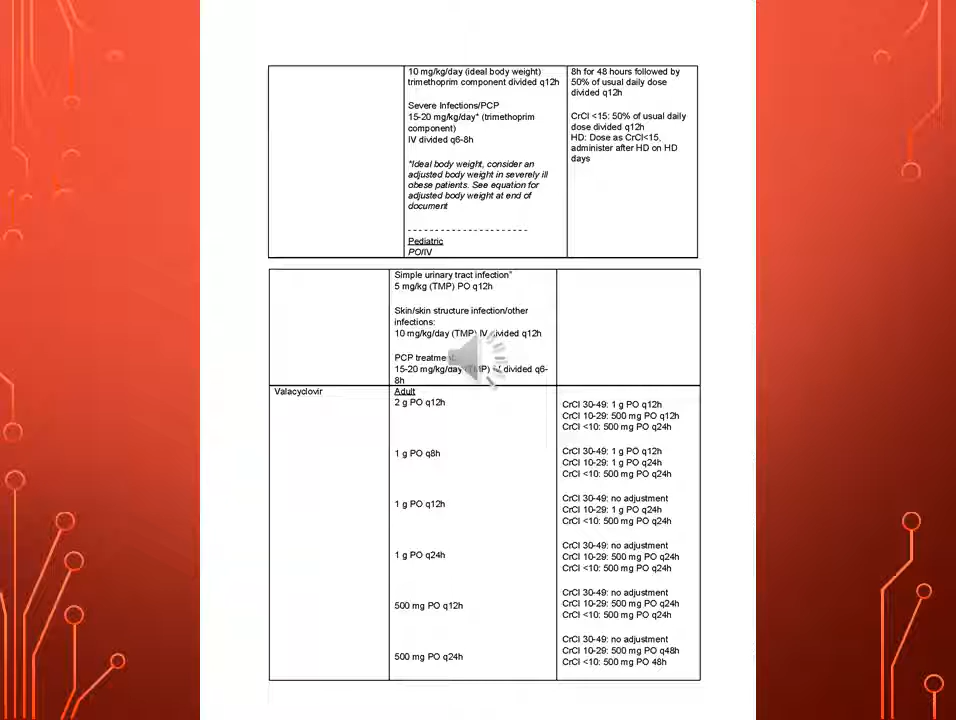 10 mg/kg/day (ideal body weight)
trimethoprim component divided q12h
Severe Infections/PCP
15-20 mg/kg/day* (trimethoprim
component)
IV divided q6-8h
*Ideal body weight, consider an
adjusted body weight in severely ill
obese patients. See equation for
adjusted body weight at end of
document
- - - - - - - - - - - - - - - - - - - - - - -
Pediatric
PO/IV
8h for 48 hours followed by
50% of usual daily dose
divided q12h
CrCl <15: 50% of usual daily
dose divided q12h
HD: Dose as CrCl<15,
administer after HD on HD
days
Simple urinary tract infection"
5 mg/kg (TMP) PO q12h
Skin/skin structure infection/other
infections:
10 mg/kg/day (TMP) IV divided q12h
PCP treatment:
15-20 mg/kg/day (TMP) IV divided q6-
8h
Valacyclovir
Adult
2 g PO q12h
CrCl 30-49: 1 g PO q12h
CrCl 10-29: 500 mg PO q12h
CrCl <10: 500 mg PO q24h
1 g PO q8h
CrCl 30-49: 1 g PO q12h
CrCl 10-29: 1 g PO q24h
CrCl <10: 500 mg PO q24h
1 g PO q12h
CrCl 30-49: no adjustment
CrCl 10-29: 1 g PO q24h
CrCl <10: 500 mg PO q24h
1 g PO q24h
CrCl 30-49: no adjustment
CrCl 10-29: 500 mg PO q24h
CrCl <10: 500 mg PO q24h
500 mg PO q12h
CrCl 30-49: no adjustment
CrCl 10-29: 500 mg PO q24h
CrCl <10: 500 mg PO q24h
500 mg PO q24h
CrCl 30-49: no adjustment
CrCl 10-29: 500 mg PO q48h
CrCl <10: 500 mg PO 48h